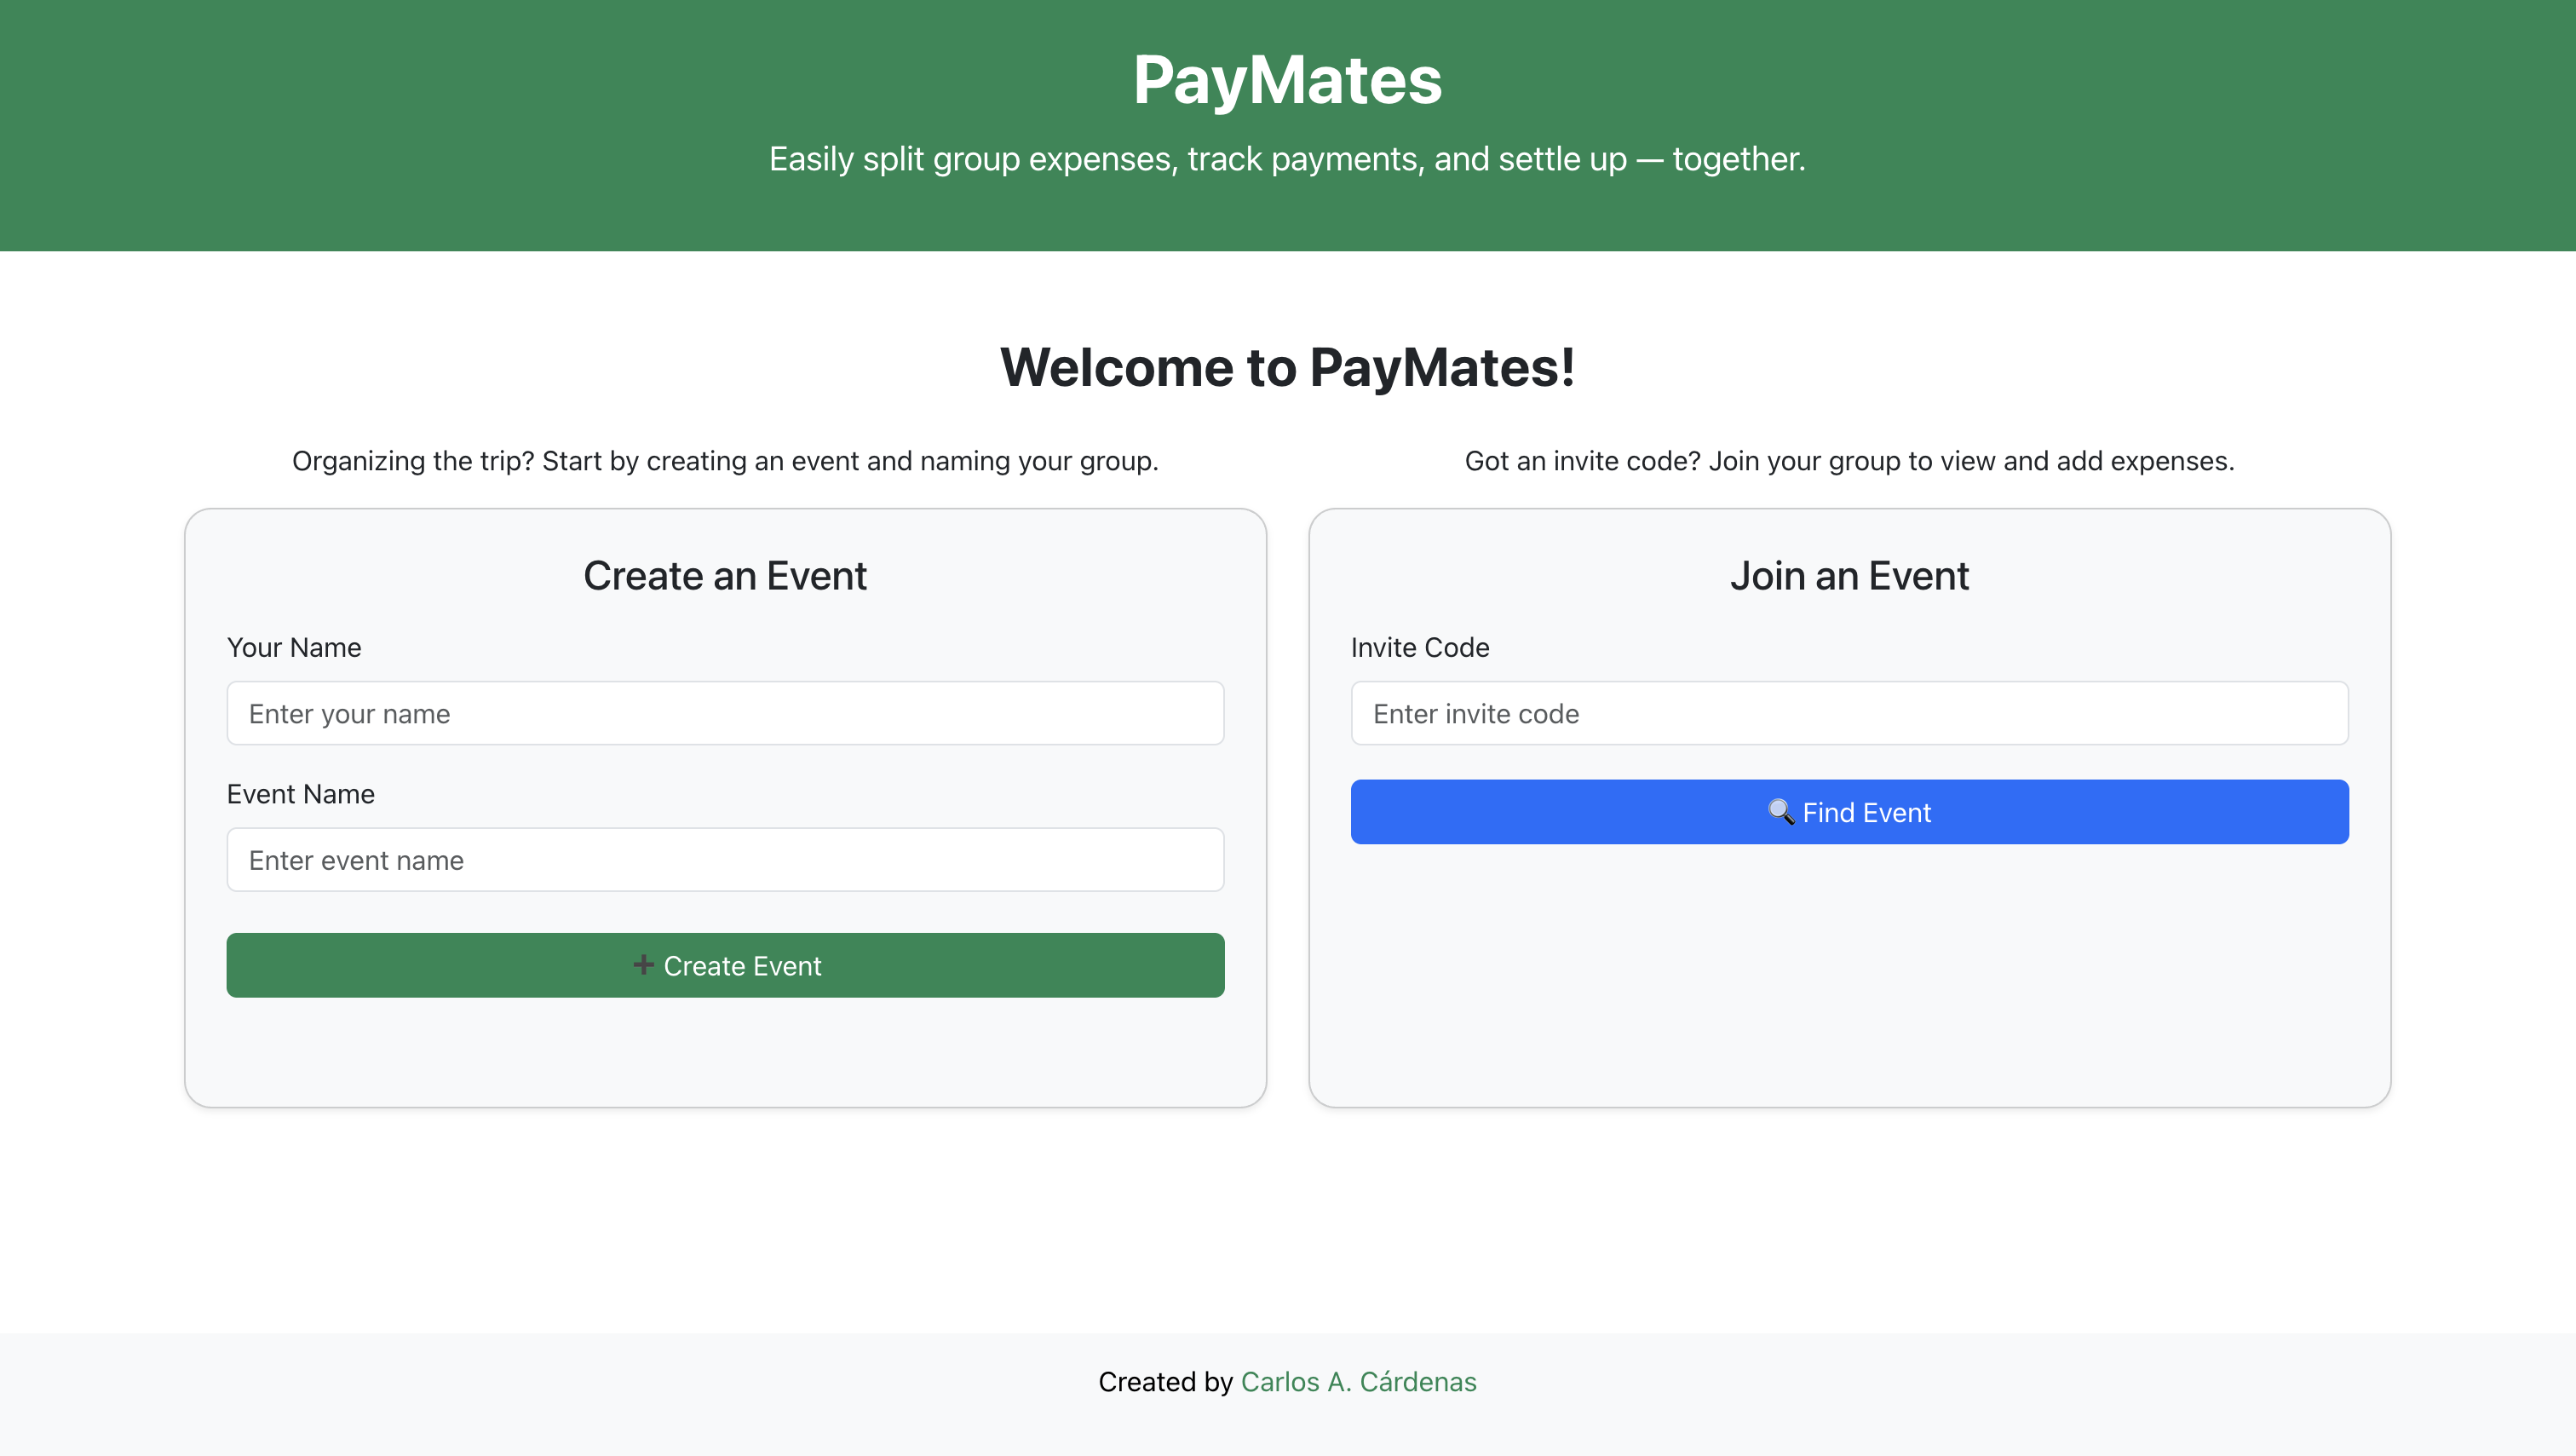 PayMates
Easily split group expenses, track payments, and settle up — together.
Welcome to PayMates!
Organizing the trip? Start by creating an event and naming your group.
Create an Event
Your Name
Enter your name
Event Name
Enter event name
➕ Create Event
Got an invite code? Join your group to view and add expenses.
Join an Event
Invite Code
Enter invite code
🔍 Find Event
Created by Carlos A. Cárdenas